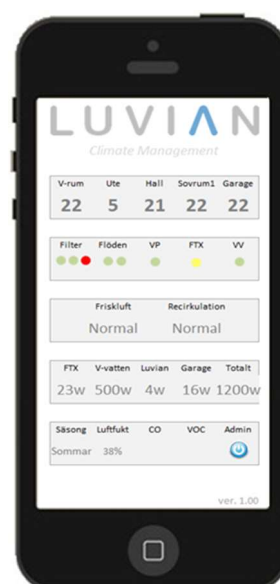 LUVIAN
Climate Management
V-rum Ute Hall Sovrum1 Garage
22 5 21 22 22
Filter Flöden VP FTX VV
Friskluft Recirkulation
Normal Normal
FTX V-vatten Luvian Garage Totalt
23w 500w 4w 16w 1200w
Säsong Luftfukt CO VOC Admin
Sommar 38%
ver. 1.00